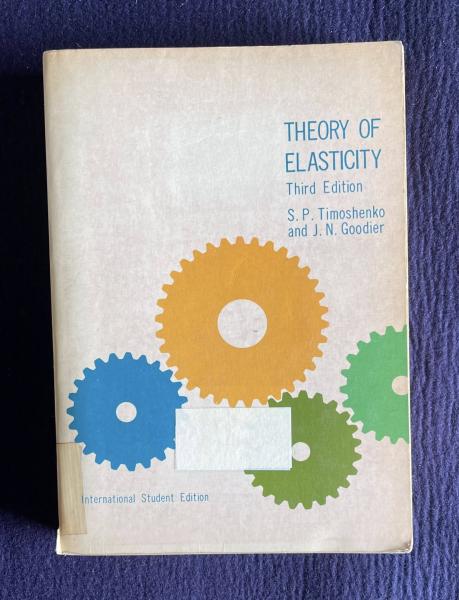 THEORY OF
ELASTICITY
Third Edition
S. P. Timoshenko
and J. N. Goodier
International Student Edition